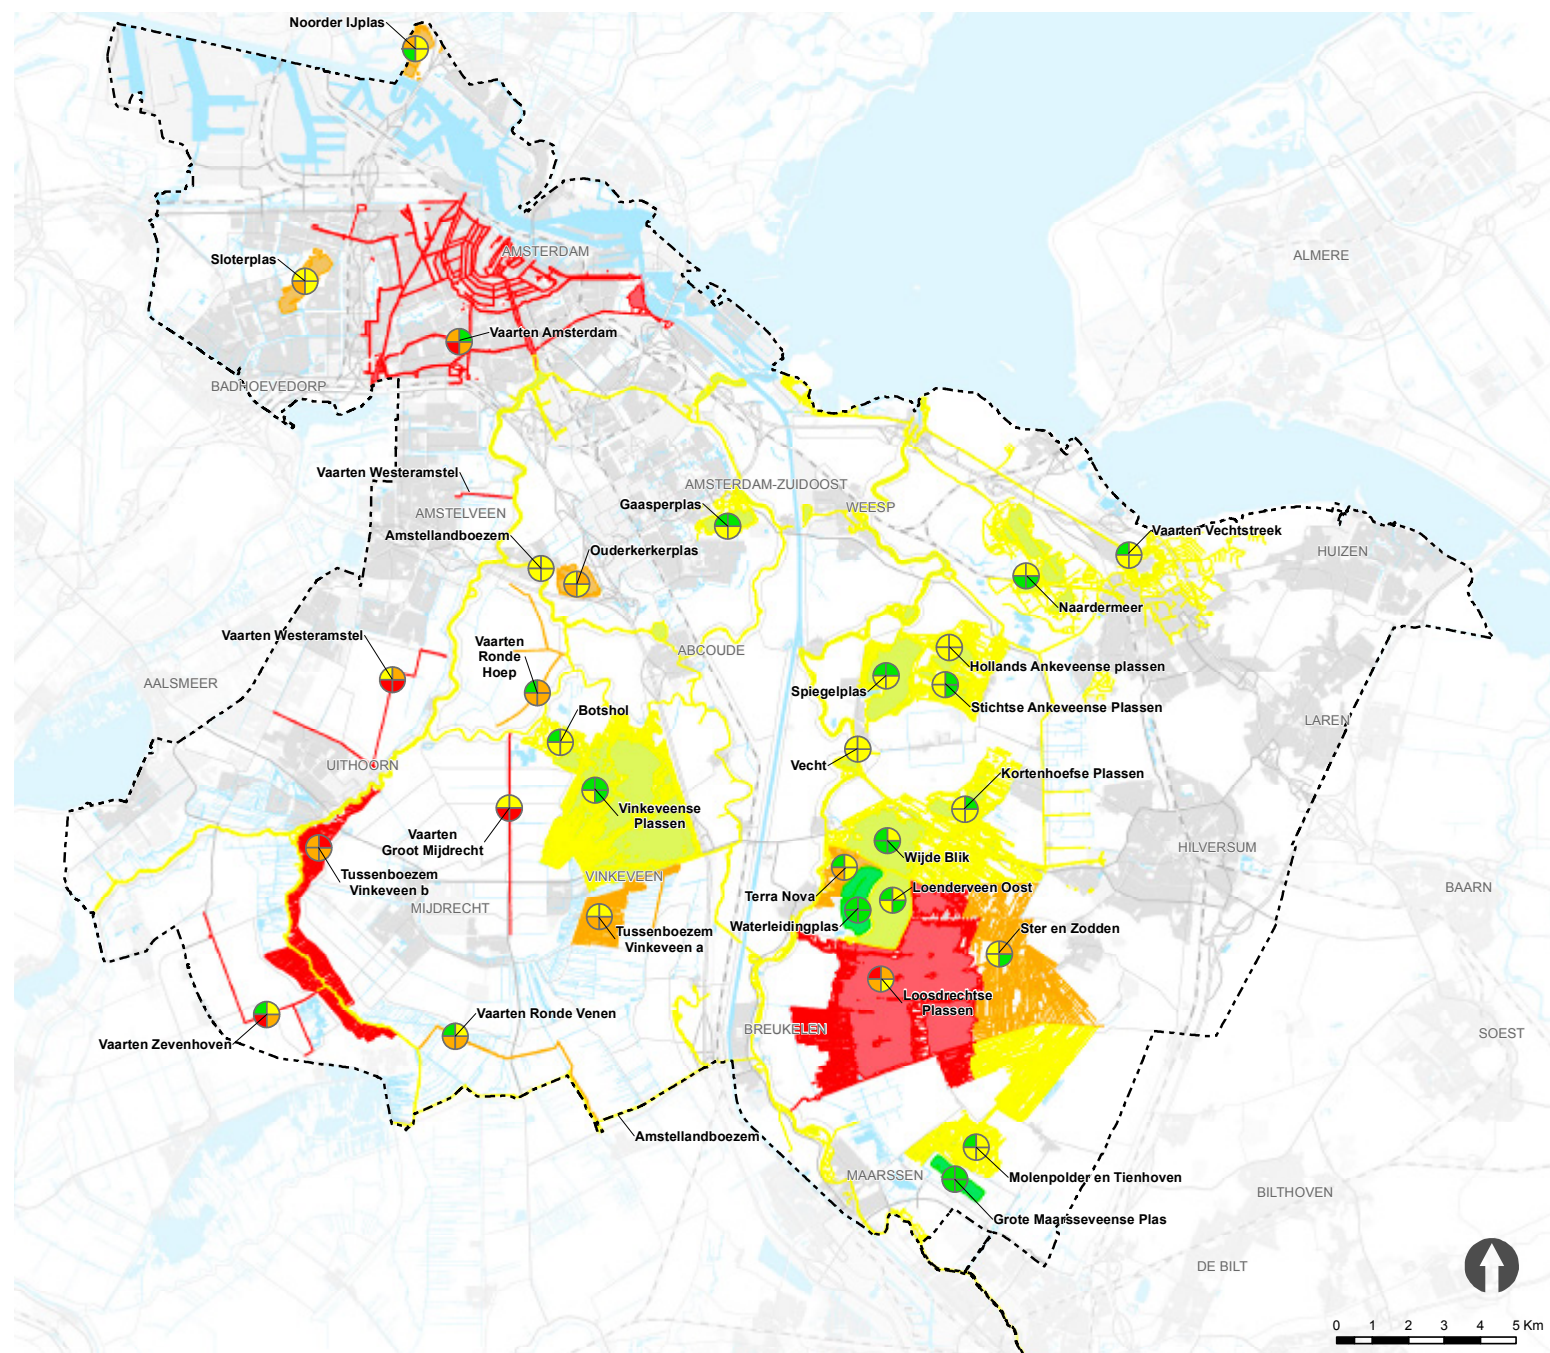 Noorder IJplas
AMSTERDAM
ALMERE
Sloterplas
Vaarten Amsterdam
BADHOEVEDORP
Vaarten Westeramstel
AMSTERDAM-ZUIDOOST
Gaasperplas
WEESP
AMSTELVEEN
Vaarten Vechtstreek
Amstellandboezem
HUIZEN
Ouderkerkerplas
Naardermeer
Vaarten Westeramstel
Vaarten
Ronde
Hoep
ABCOUDE
Hollands Ankeveense plassen
AALSMEER
Spiegelplas
Stichtse Ankeveense Plassen
Botshol
LAREN
UITHOORN
Vecht
Kortenhoefse Plassen
Vinkeveense
Plassen
Vaarten
Groot Mijdrecht
HILVERSUM
Wijde Blik
Tussenboezem
Vinkeveen b
VINKEVEEN
Loenderveen Oost
BAARN
Terra Nova
MIJDRECHT
Waterleidingplas
Tussenboezem
Vinkeveen a
Ster en Zodden
Loosdrechtse
Plassen
Vaarten Ronde Venen
BREUKELEN
SOEST
Vaarten Zevenhoven
Amstellandboezem
MAARSSEN
Molenpolder en Tienhoven
BILTHOVEN
Grote Maarsseveense Plas
DE BILT
0 1 2 3 4 5 Km